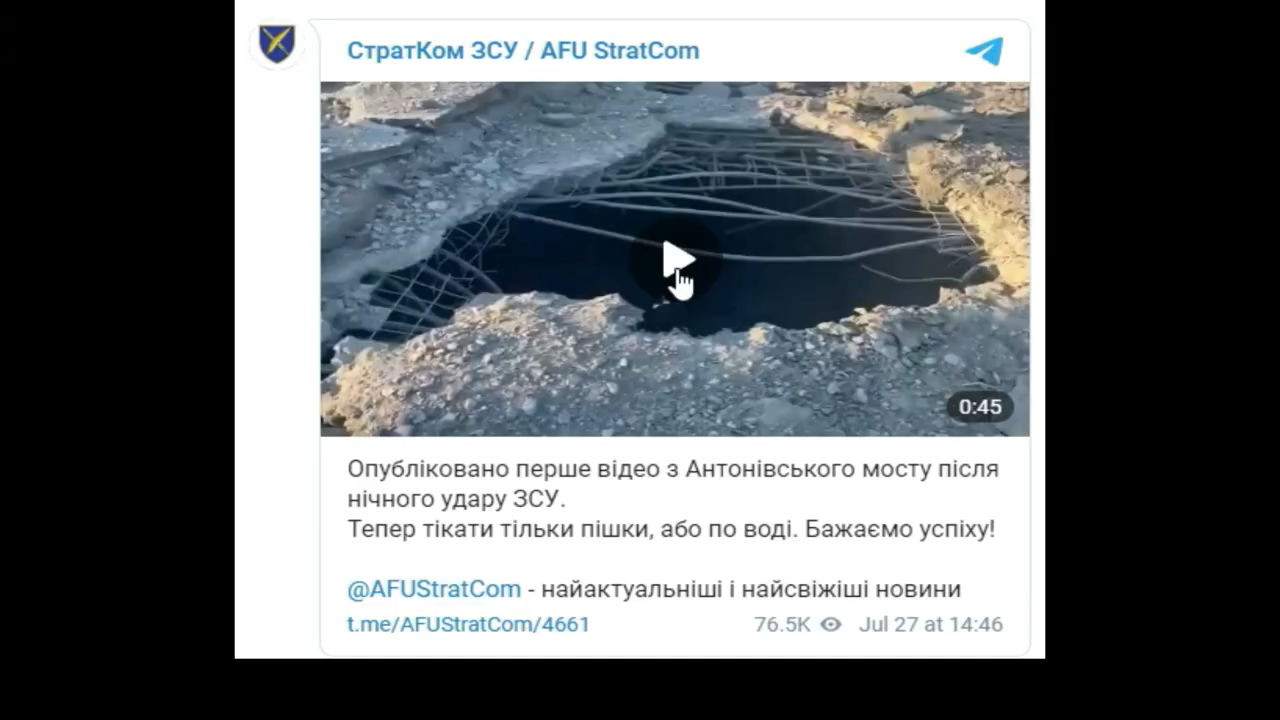 СтратКом ЗСУ / AFU StratCom
0:45
Опубліковано перше відео з Антонівського мосту після
нічного удару ЗСУ.
Тепер тікати тільки пішки, або по воді. Бажаємо успіху!
@AFUStratCom - найактуальніші і найсвіжіші новини
t.me/AFUStratCom/4661 76.5K Jul 27 at 14:46